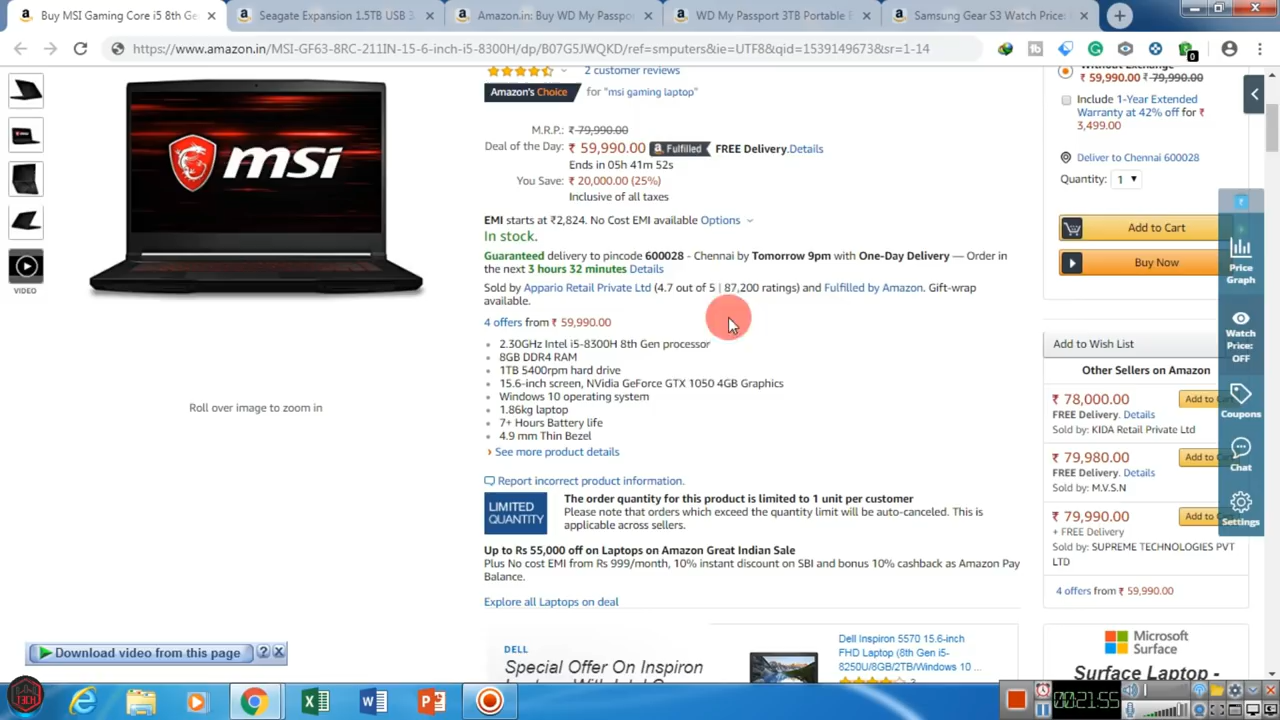 Buy MSI Gaming Core i5 8th Ge
Seagate Expansion 1.5TB USB 3
Amazon.in: Buy WD My Passpo
WD My Passport 3TB Portable E
Samsung Gear S3 Watch Price:
https://www.amazon.in/MSI-GF63-8RC-211IN-15-6-inch-i5-8300H/dp/B07G5JWQKD/ref=smputers&ie=UTF8&qid=1539149673&sr=1-14
0
VIDEO
msi
Roll over image to zoom in
2 customer reviews
Amazon's Choice for "msi gaming laptop"
M.R.P.: ₹ 79,990.00
Deal of the Day: ₹ 59,990.00 Fulfilled FREE Delivery.Details
Ends in 05h 41m 52s
You Save: ₹ 20,000.00 (25%)
Inclusive of all taxes
EMI starts at ₹2,824. No Cost EMI available Options
In stock.
Guaranteed delivery to pincode 600028 - Chennai by Tomorrow 9pm with One-Day Delivery — Order in
the next 3 hours 32 minutes Details
Sold by Appario Retail Private Ltd (4.7 out of 5 | 87,200 ratings) and Fulfilled by Amazon. Gift-wrap
available.
4 offers from ₹ 59,990.00
2.30GHz Intel i5-8300H 8th Gen processor
8GB DDR4 RAM
1TB 5400rpm hard drive
15.6-inch screen, NVidia GeForce GTX 1050 4GB Graphics
Windows 10 operating system
1.86kg laptop
7+ Hours Battery life
4.9 mm Thin Bezel
› See more product details
Report incorrect product information.
LIMITED
QUANTITY
The order quantity for this product is limited to 1 unit per customer
Please note that orders which exceed the quantity limit will be auto-canceled. This is
applicable across sellers.
Up to Rs 55,000 off on Laptops on Amazon Great Indian Sale
Plus No cost EMI from Rs 999/month, 10% instant discount on SBI and bonus 10% cashback as Amazon Pay
Balance.
Explore all Laptops on deal
DELL
Special Offer On Inspiron
Dell Inspiron 5570 15.6-inch
FHD Laptop (8th Gen i5-
8250U/8GB/2TB/Windows 10 ...
Without Exchange
₹ 59,990.00 ₹ 79,990.00
Include 1-Year Extended
Warranty at 42% off for ₹
3,499.00
Deliver to Chennai 600028
Quantity: 1
Add to Cart
Buy Now
Add to Wish List
Other Sellers on Amazon
₹ 78,000.00 Add to C
FREE Delivery. Details
Sold by: KIDA Retail Private Ltd
₹ 79,980.00 Add to C
FREE Delivery. Details
Sold by: M.V.S.N
₹ 79,990.00 Add to C
+ FREE Delivery
Sold by: SUPREME TECHNOLOGIES PVT
LTD
4 offers from ₹ 59,990.00
Microsoft
Surface
Surface Laptop -
Price
Graph
Watch
Price:
OFF
Coupons
Chat
Settings
Download video from this page
00:21:55